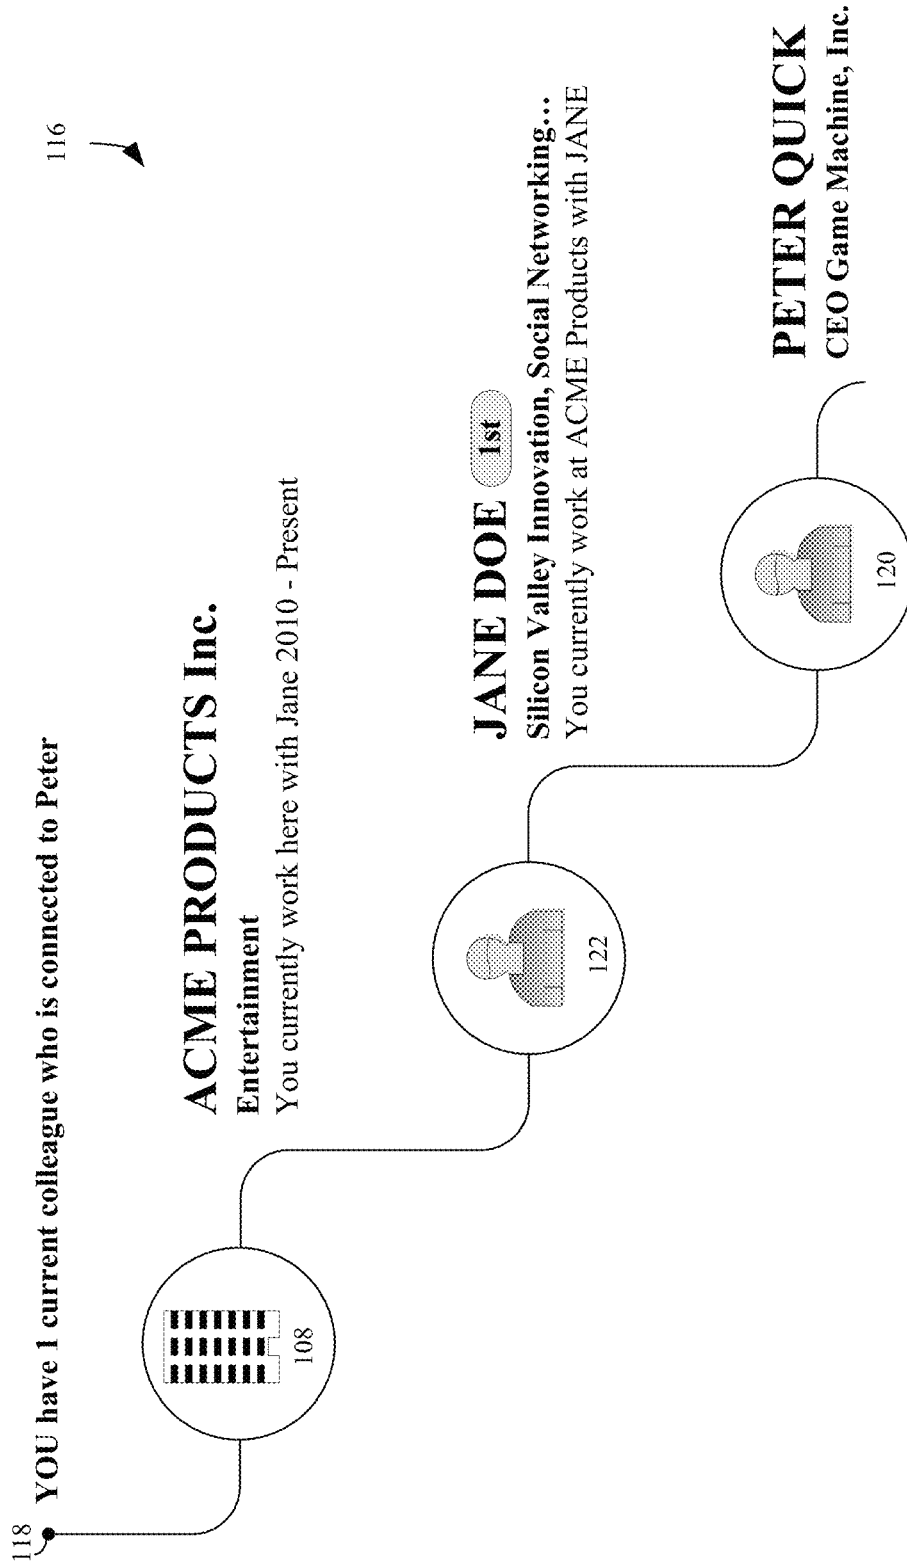 116
118
YOU have 1 current colleague who is connected to Peter
ACME PRODUCTS Inc.
Entertainment
You currently work here with Jane 2010 - Present
108
JANE DOE 1st
Silicon Valley Innovation, Social Networking...
You currently work at ACME Products with JANE
122
PETER QUICK
CEO Game Machine, Inc.
120